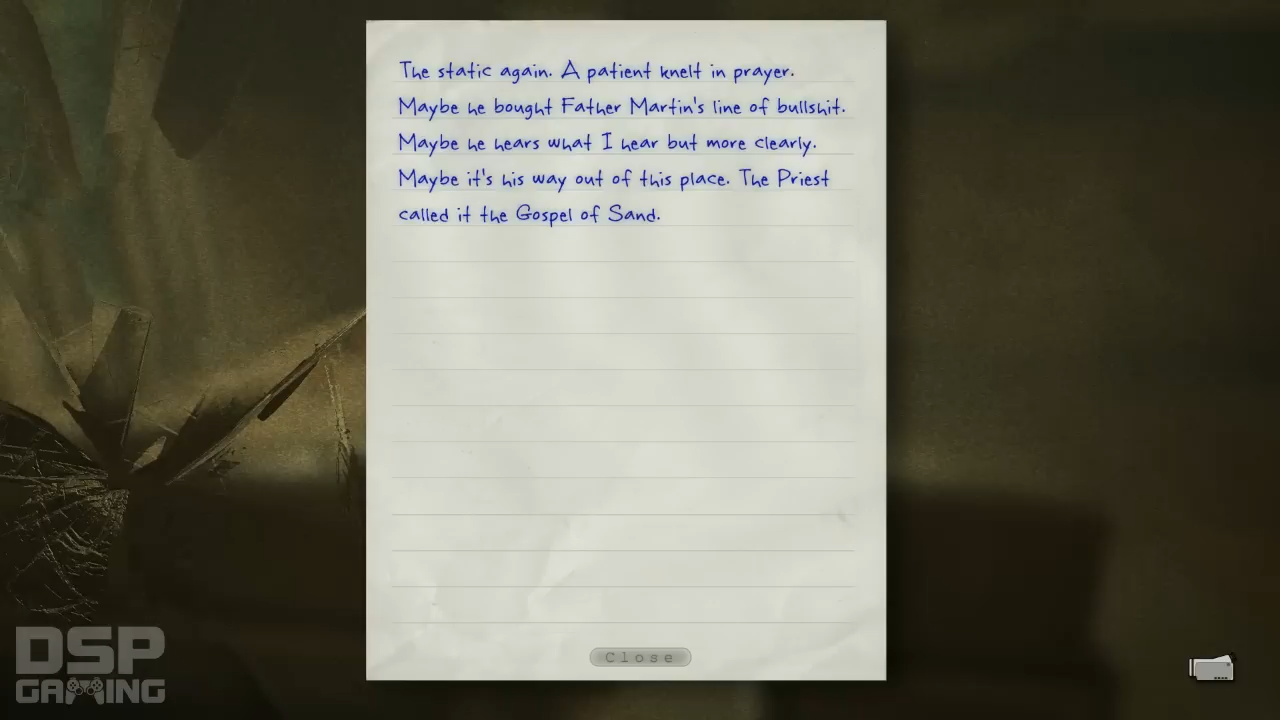 The static again. A patient knelt in prayer.
Maybe he bought Father Martin's line of bullshit.
Maybe he hears what I hear but more clearly.
Maybe it's his way out of this place. The Priest
called it the Gospel of Sand.
Close
DSP
GAMING